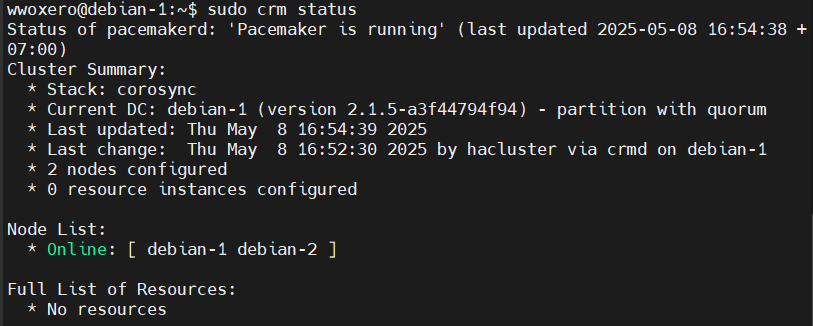 wwoxero@debian-1:~$ sudo crm status
Status of pacemakerd: 'Pacemaker is running' (last updated 2025-05-08 16:54:38 +
07:00)
Cluster Summary:
  * Stack: corosync
  * Current DC: debian-1 (version 2.1.5-a3f44794f94) - partition with quorum
  * Last updated: Thu May  8 16:54:39 2025
  * Last change:  Thu May  8 16:52:30 2025 by hacluster via crmd on debian-1
  * 2 nodes configured
  * 0 resource instances configured

Node List:
  * Online: [ debian-1 debian-2 ]

Full List of Resources:
  * No resources